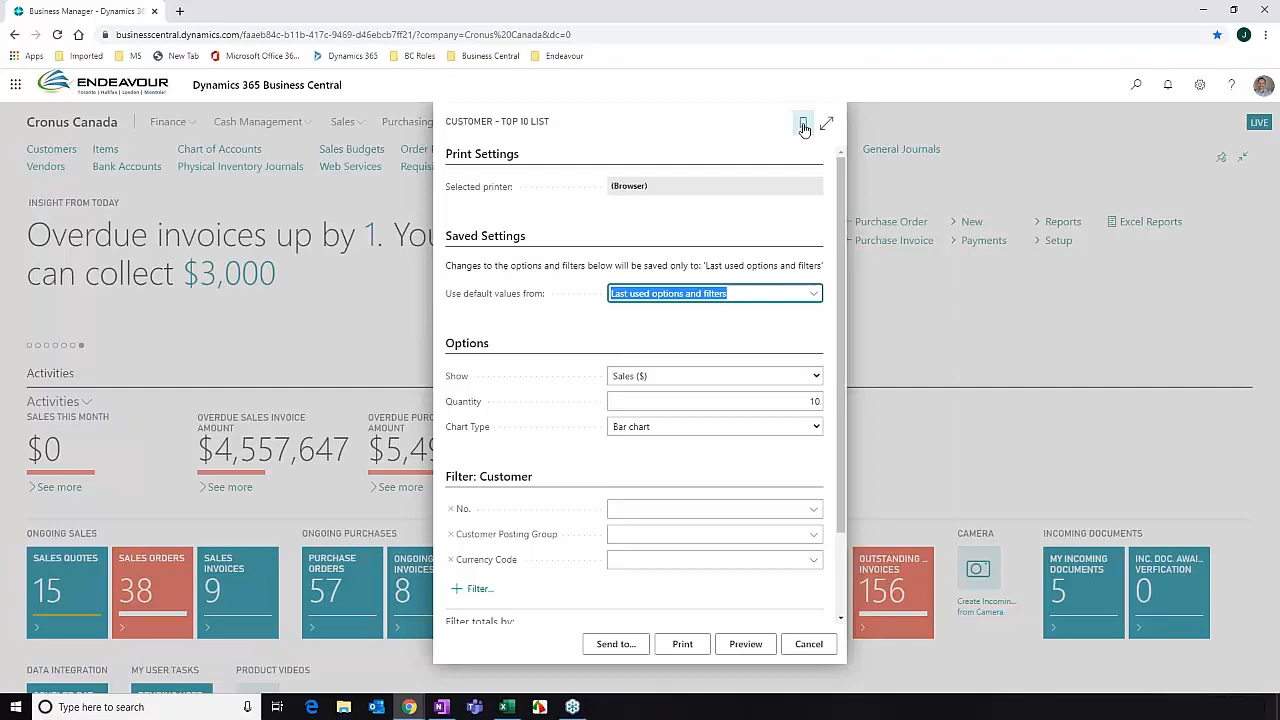 Business Manager - Dynamics 36
businesscentral.dynamics.com/faaeb84c-b11b-417c-9469-d46ebcb7ff21/?company=Cronus%20Canada&dc=0
J
Apps Imported MS New Tab Microsoft Office 36... Dynamics 365 BC Roles Business Central Endeavour
ENDEAVOUR
Toronto | Halifax | London | Montréal
Dynamics 365 Business Central
Cronus Canada Finance Cash Management Sales Purchasing
LIVE
Customers Items Chart of Accounts Sales Budgets Order General Journals
Vendors Bank Accounts Physical Inventory Journals Web Services Requis
INSIGHT FROM TODAY
Overdue invoices up by 1. You
can collect $3,000
Purchase Order New Reports Excel Reports
Purchase Invoice Payments Setup
Activities
Activities
SALES THIS MONTH
$0
See more
OVERDUE SALES INVOICE
AMOUNT
$4,557,647
See more
OVERDUE PURC
AMOUNT
$5,49
See more
CUSTOMER - TOP 10 LIST
Print Settings
Selected printer: (Browser)
Saved Settings
Changes to the options and filters below will be saved only to: 'Last used options and filters'
Use default values from: Last used options and filters
Options
Show Sales ($)
Quantity 10
Chart Type Bar chart
Filter: Customer
× No.
× Customer Posting Group
× Currency Code
+ Filter...
Filter totals by:
Send to... Print Preview Cancel
ONGOING SALES
SALES QUOTES
15
SALES ORDERS
38
SALES
INVOICES
9
ONGOING PURCHASES
PURCHASE
ORDERS
57
ONGOING
INVOICES
8
OUTSTANDING ...
INVOICES
156
CAMERA
Create Incomin...
from Camera
INCOMING DOCUMENTS
MY INCOMING
DOCUMENTS
5
INC. DOC. AWAI...
VERFICATION
0
DATA INTEGRATION MY USER TASKS PRODUCT VIDEOS
Type here to search